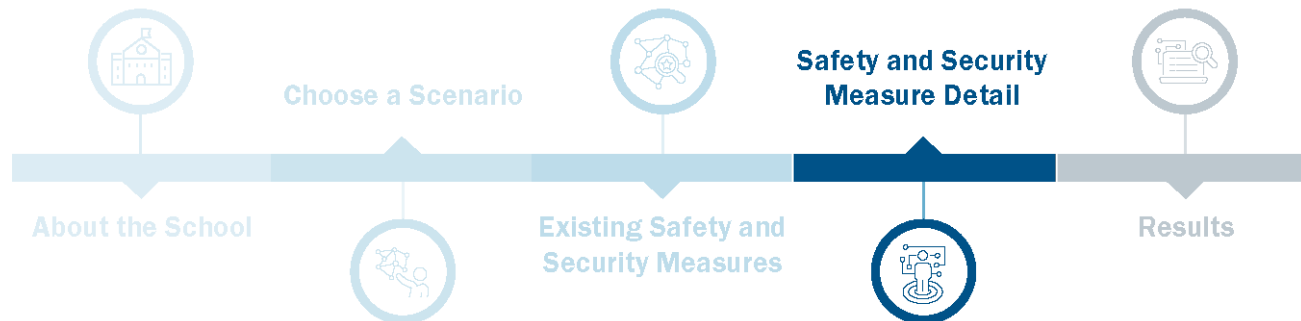 About the School
Choose a Scenario
Existing Safety and
Security Measures
Safety and Security
Measure Detail
Results